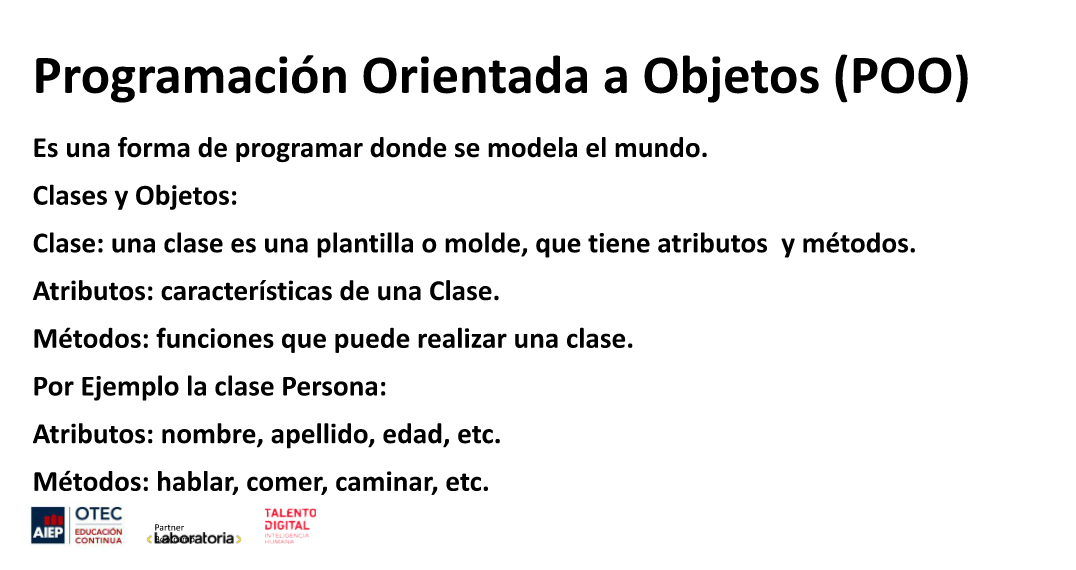 Programación Orientada a Objetos (POO)
Es una forma de programar donde se modela el mundo.
Clases y Objetos:
Clase: una clase es una plantilla o molde, que tiene atributos  y métodos.
Atributos: características de una Clase.
Métodos: funciones que puede realizar una clase.
Por Ejemplo la clase Persona:
Atributos: nombre, apellido, edad, etc.
Métodos: hablar, comer, caminar, etc.
AIEP
OTEC
EDUCACIÓN
CONTINUA
Partner
Laboratoria
TALENTO
DIGITAL
INTELIGENCIA
HUMANA